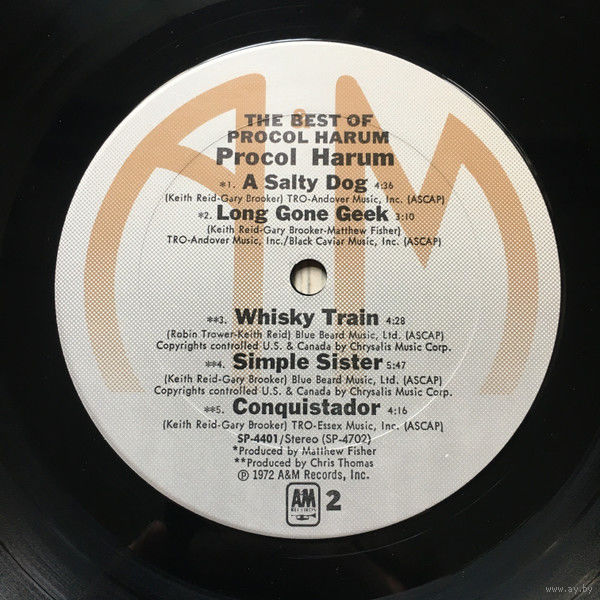 THE BEST OF
PROCOL HARUM
Procol Harum
*1. A Salty Dog 4:36
(Keith Reid-Gary Brooker) TRO-Andover Music, Inc. (ASCAP)
*2. Long Gone Geek 3:10
(Keith Reid-Gary Brooker-Matthew Fisher)
TRO-Andover Music, Inc./Black Caviar Music, Inc. (ASCAP)
**3. Whisky Train 4:28
(Robin Trower-Keith Reid) Blue Beard Music, Ltd. (ASCAP)
Copyrights controlled U.S. & Canada by Chrysalis Music Corp.
**4. Simple Sister 5:47
(Keith Reid-Gary Brooker) Blue Beard Music, Ltd. (ASCAP)
Copyrights controlled U.S. & Canada by Chrysalis Music Corp.
**5. Conquistador 4:16
(Keith Reid-Gary Brooker) TRO-Essex Music, Inc. (ASCAP)
SP-4401/Stereo (SP-4702)
*Produced by Matthew Fisher
**Produced by Chris Thomas
℗ 1972 A&M Records, Inc.
AM
RECORDS
2
www.ay.by